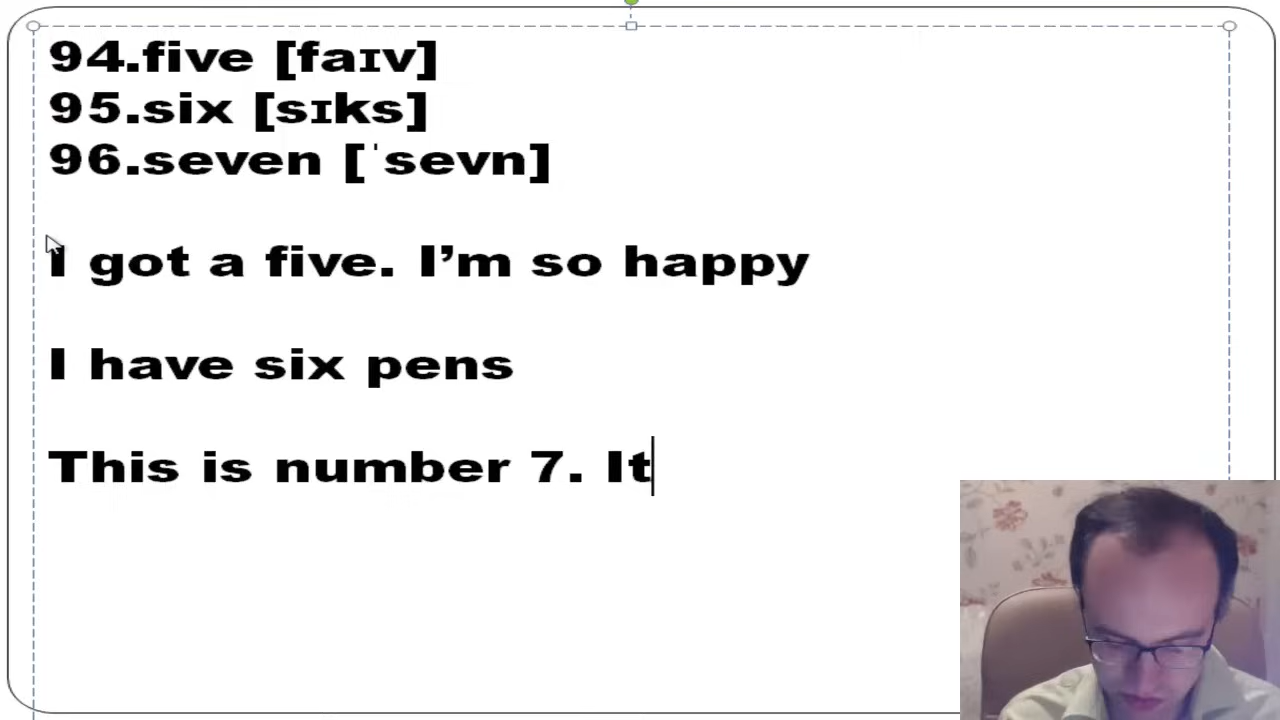 94.five [faɪv]
95.six [sɪks]
96.seven [ˈsevn]
I got a five. I’m so happy
I have six pens
This is number 7. It